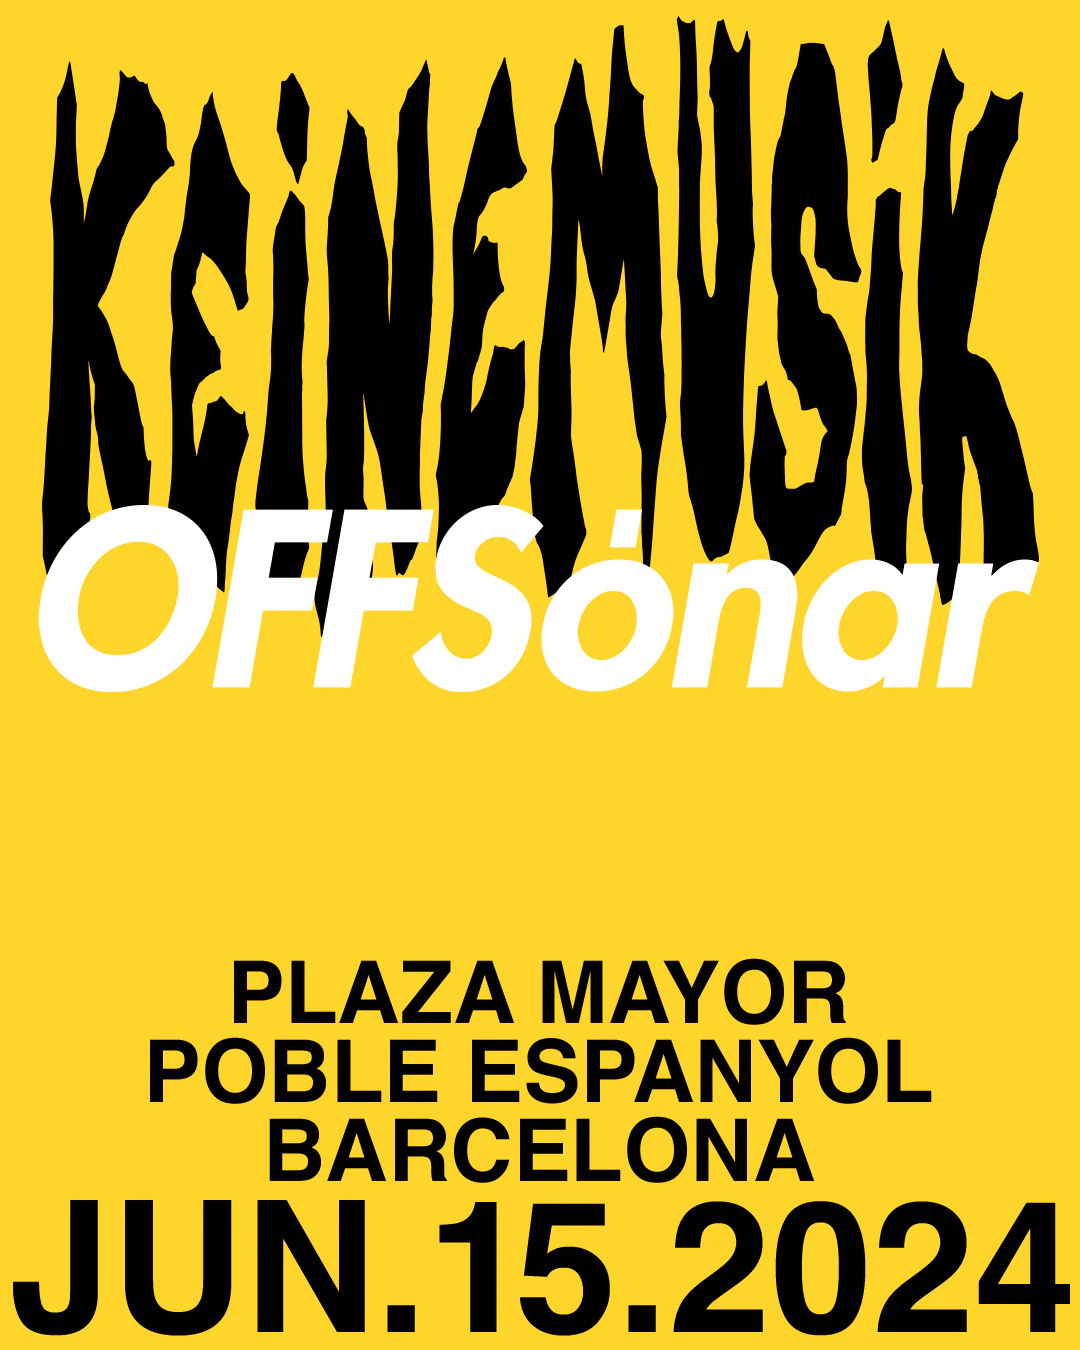 KEiNEMUSiK
OFFSónar
PLAZA MAYOR
POBLE ESPANYOL
BARCELONA
JUN.15.2024